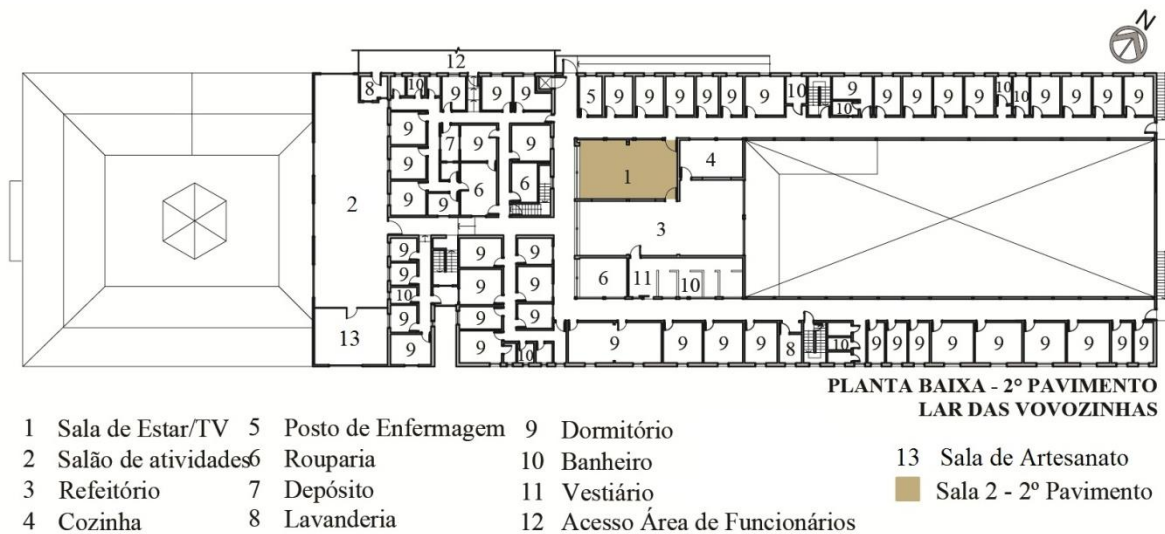 N
12
8 10 9 9 9 5 9 9 9 9 9 9 10 9 9 9 9 9 10 10 9 9 9 9
10
9 7 9 9
9 4
1
6 6
9 9
2
3
9 9 9
9 9 9 6 11 10
10
9 9 9
13 9 9 10 9 9 9 9 8 10 9 9 9 9 9 9 9 9 9
PLANTA BAIXA - 2º PAVIMENTO
LAR DAS VOVOZINHAS
1 Sala de Estar/TV
2 Salão de atividades
3 Refeitório
4 Cozinha
5 Posto de Enfermagem
6 Rouparia
7 Depósito
8 Lavanderia
9 Dormitório
10 Banheiro
11 Vestiário
12 Acesso Área de Funcionários
13 Sala de Artesanato
Sala 2 - 2º Pavimento